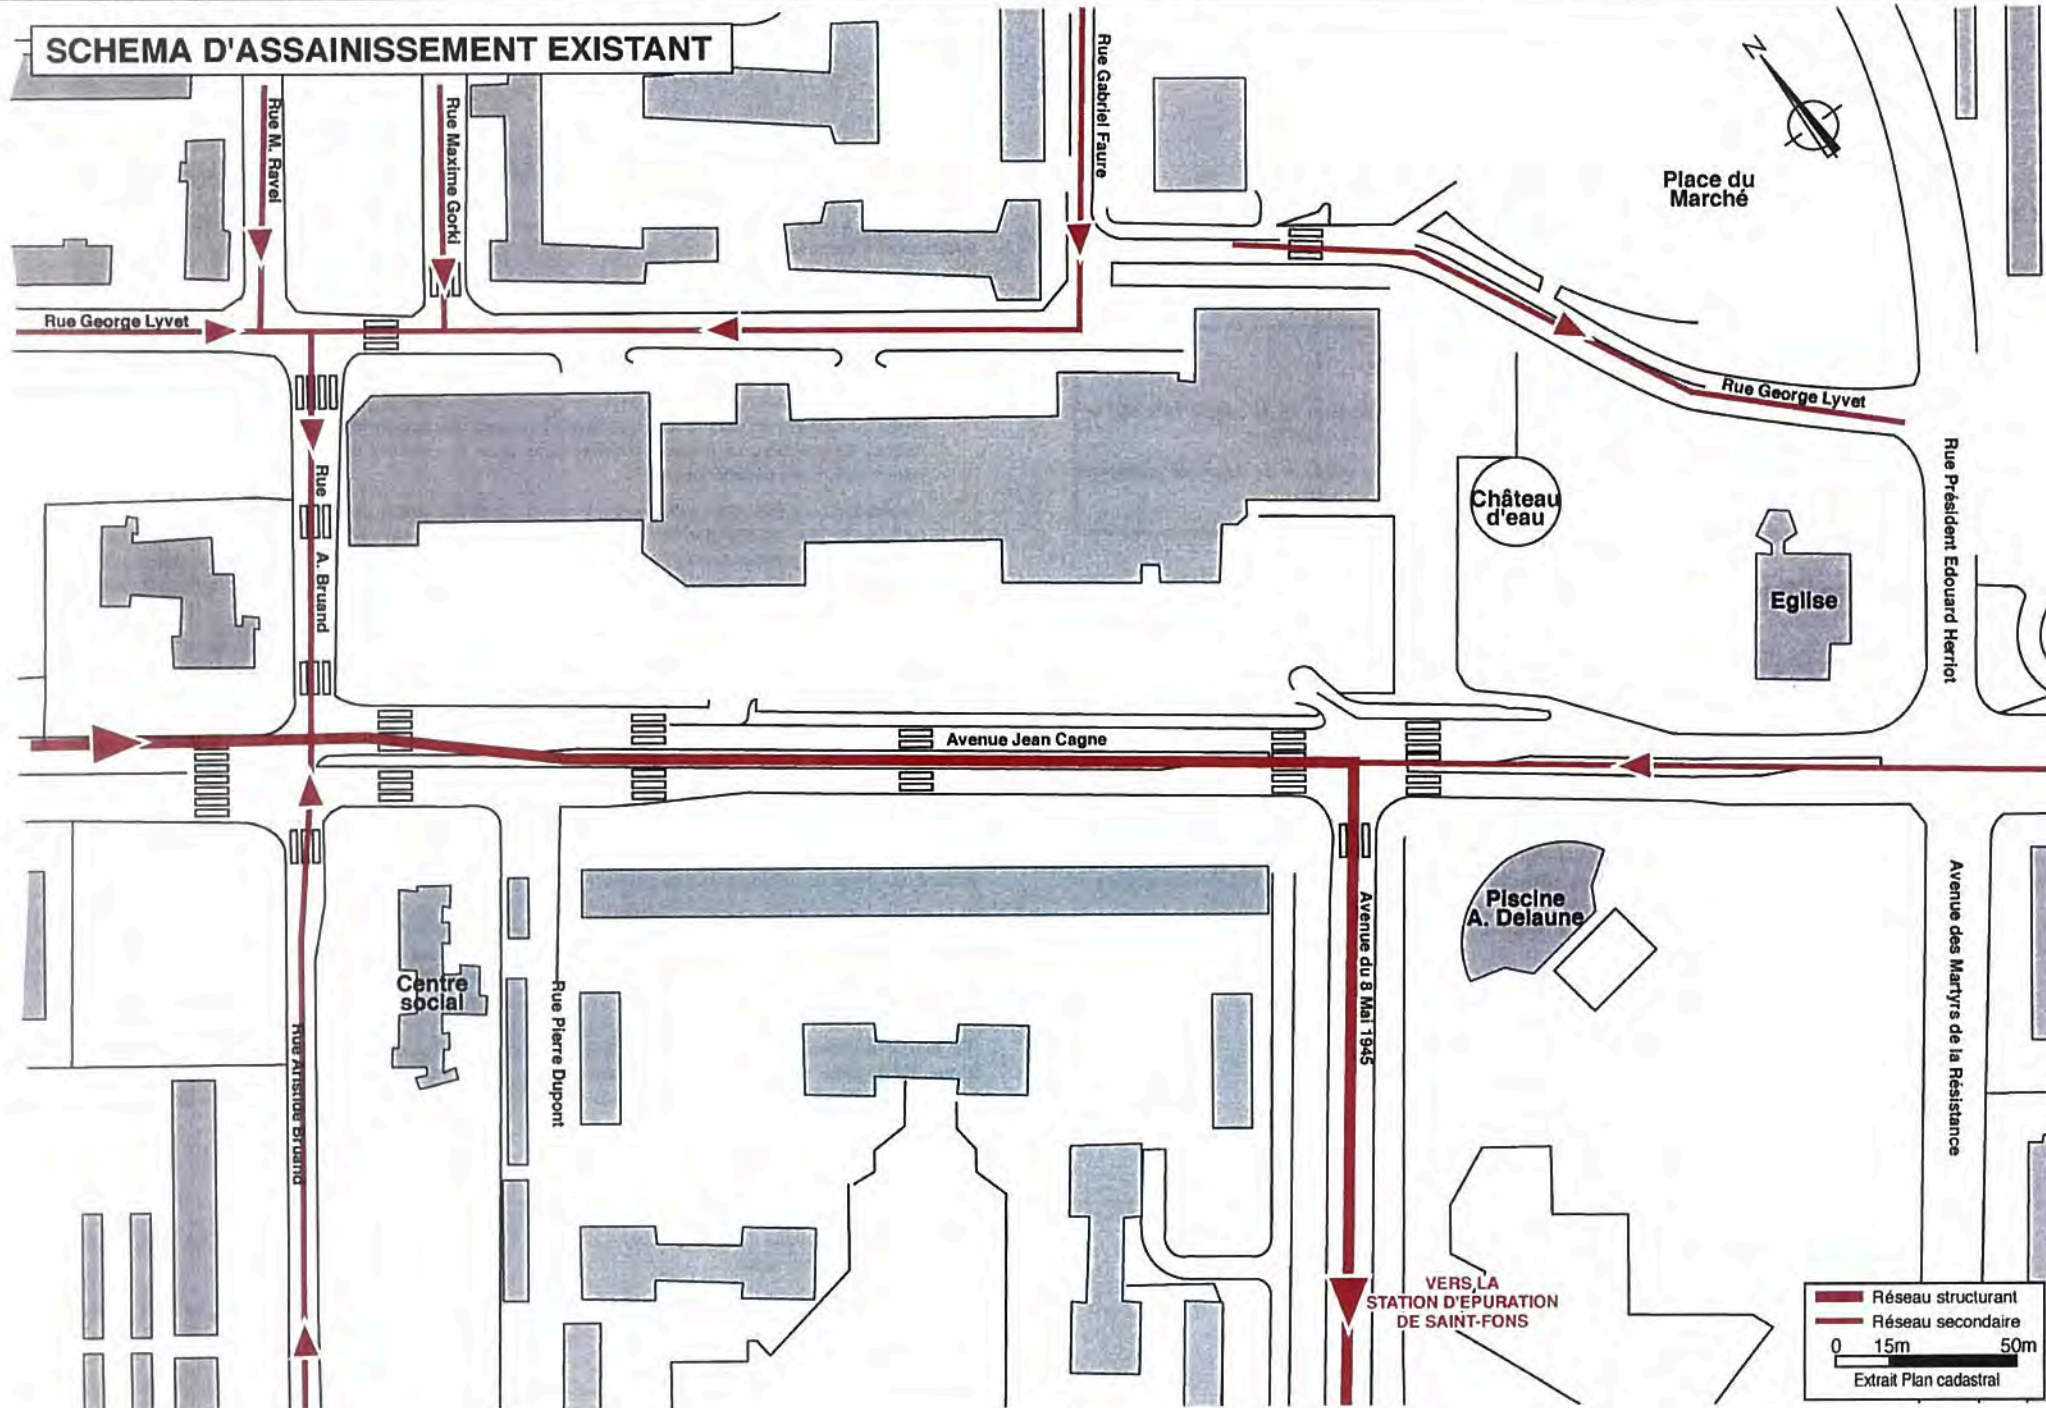 SCHEMA D'ASSAINISSEMENT EXISTANT
Rue M. Ravel
Rue Maxime Gorki
Rue Gabriel Faure
N
Place du
Marché
Rue George Lyvet
Rue George Lyvet
Rue
A. Bruand
Château
d'eau
Eglise
Rue Président Edouard Herriot
Avenue Jean Cagne
Piscine
A. Delaune
Centre
social
Rue Pierre Dupont
Avenue du 8 Mai 1945
Avenue des Martyrs de la Résistance
Rue Aristide Bruand
VERS LA
STATION D'EPURATION
DE SAINT-FONS
Réseau structurant
Réseau secondaire
0 15m 50m
Extrait Plan cadastral